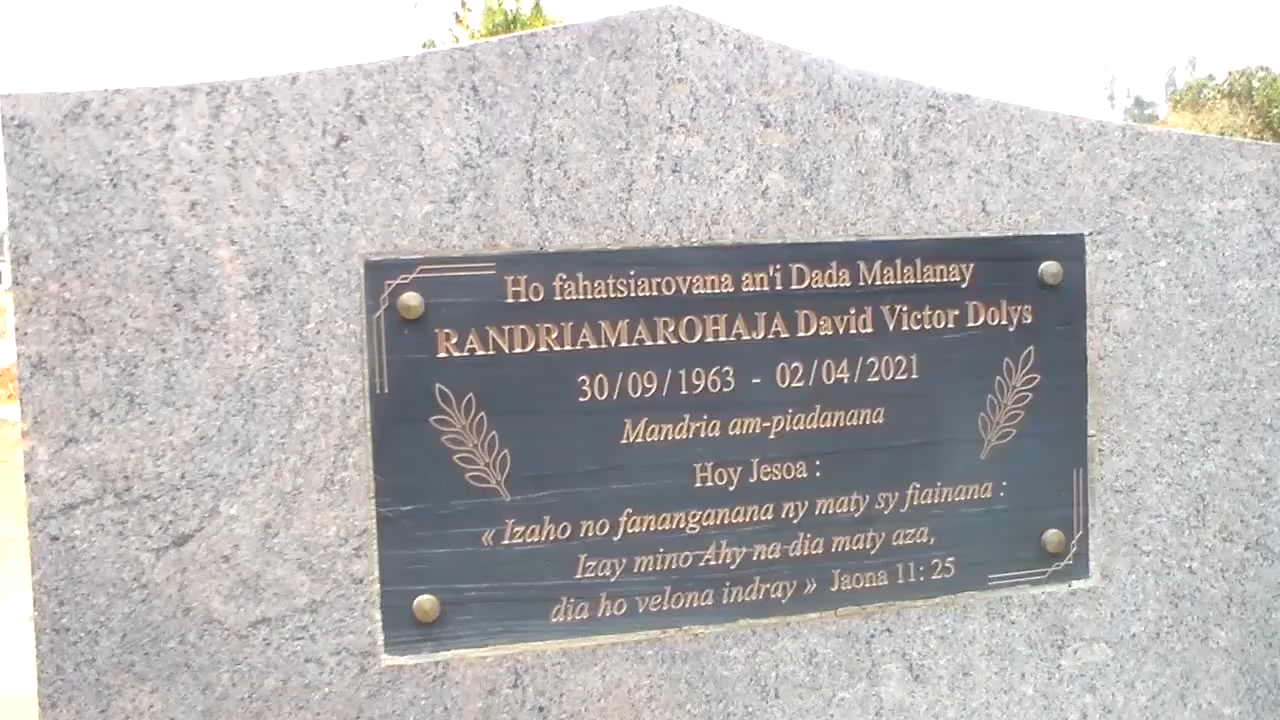 Ho fahatsiarovana an'i Dada Malalanay
RANDRIAMAROHAJA David Victor Dolys
30/09/1963 - 02/04/2021
Mandria am-piadanana
Hoy Jesoa :
« Izaho no fananganana ny maty sy fiainana :
Izay mino Ahy na dia maty aza,
dia ho velona indray » Jaona 11: 25